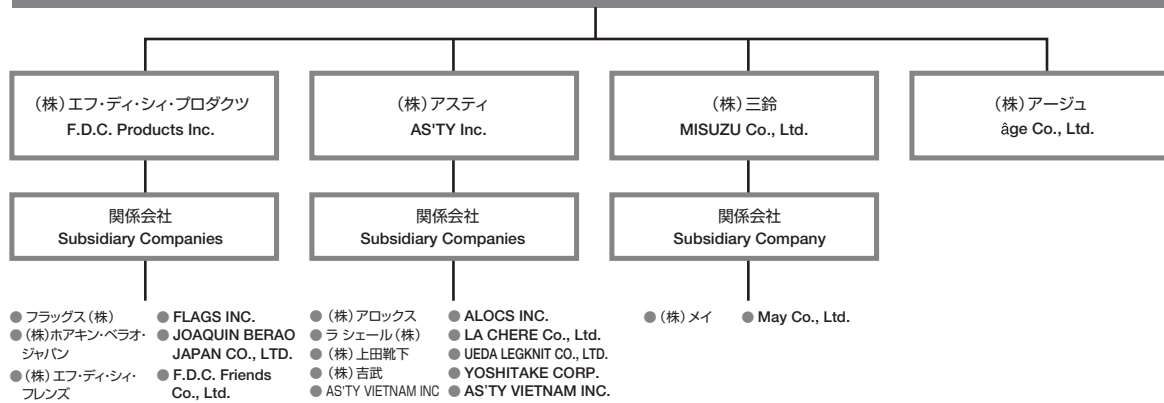 (株)エフ・ディ・シィ・プロダクツ
F.D.C. Products Inc.
(株)アスティ
AS'TY Inc.
(株)三鈴
MISUZU Co., Ltd.
(株)アージュ
âge Co., Ltd.
関係会社
Subsidiary Companies
関係会社
Subsidiary Companies
関係会社
Subsidiary Company
● フラッグス(株)
● (株)ホアキン・ベラオ・
ジャパン
● (株)エフ・ディ・シィ・
フレンズ
● FLAGS INC.
● JOAQUIN BERAO
JAPAN CO., LTD.
● F.D.C. Friends
Co., Ltd.
● (株)アロックス
● ラ シェール(株)
● (株)上田靴下
● (株)吉武
● AS'TY VIETNAM INC
● ALOCS INC.
● LA CHERE Co., Ltd.
● UEDA LEGKNIT CO., LTD.
● YOSHITAKE CORP.
● AS'TY VIETNAM INC.
● (株)メイ
● May Co., Ltd.